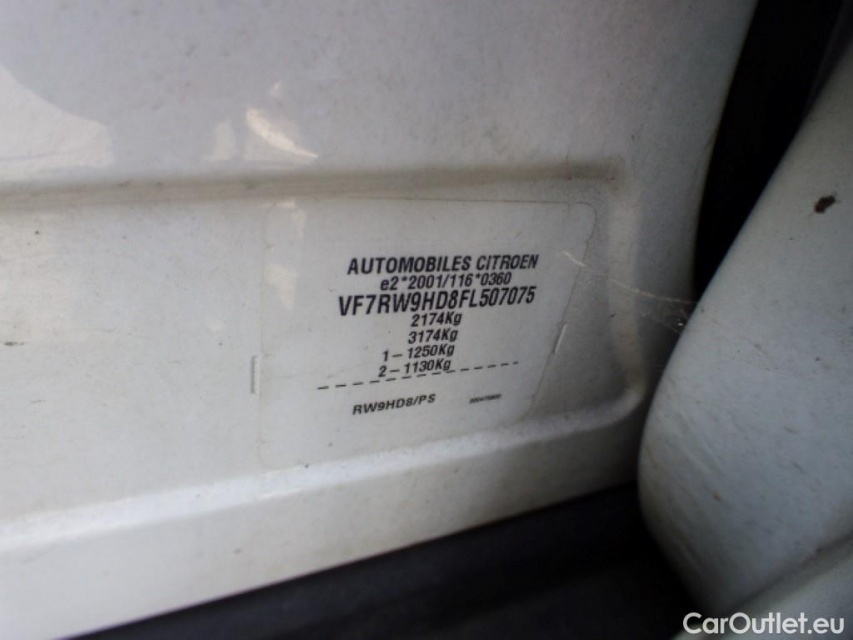 AUTOMOBILES CITROEN
e2*2001/116*0360
VF7RW9HD8FL507075
2174Kg
3174Kg
1–1250Kg
2–1130Kg
RW9HD8/PS
CarOutlet.eu